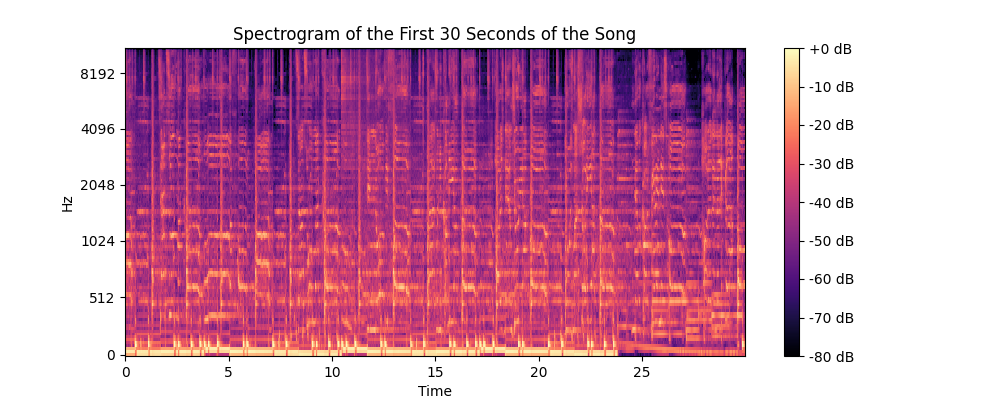 Spectrogram of the First 30 Seconds of the Song
Hz
8192
4096
2048
1024
512
0
0 5 10 15 20 25
Time
+0 dB
-10 dB
-20 dB
-30 dB
-40 dB
-50 dB
-60 dB
-70 dB
-80 dB